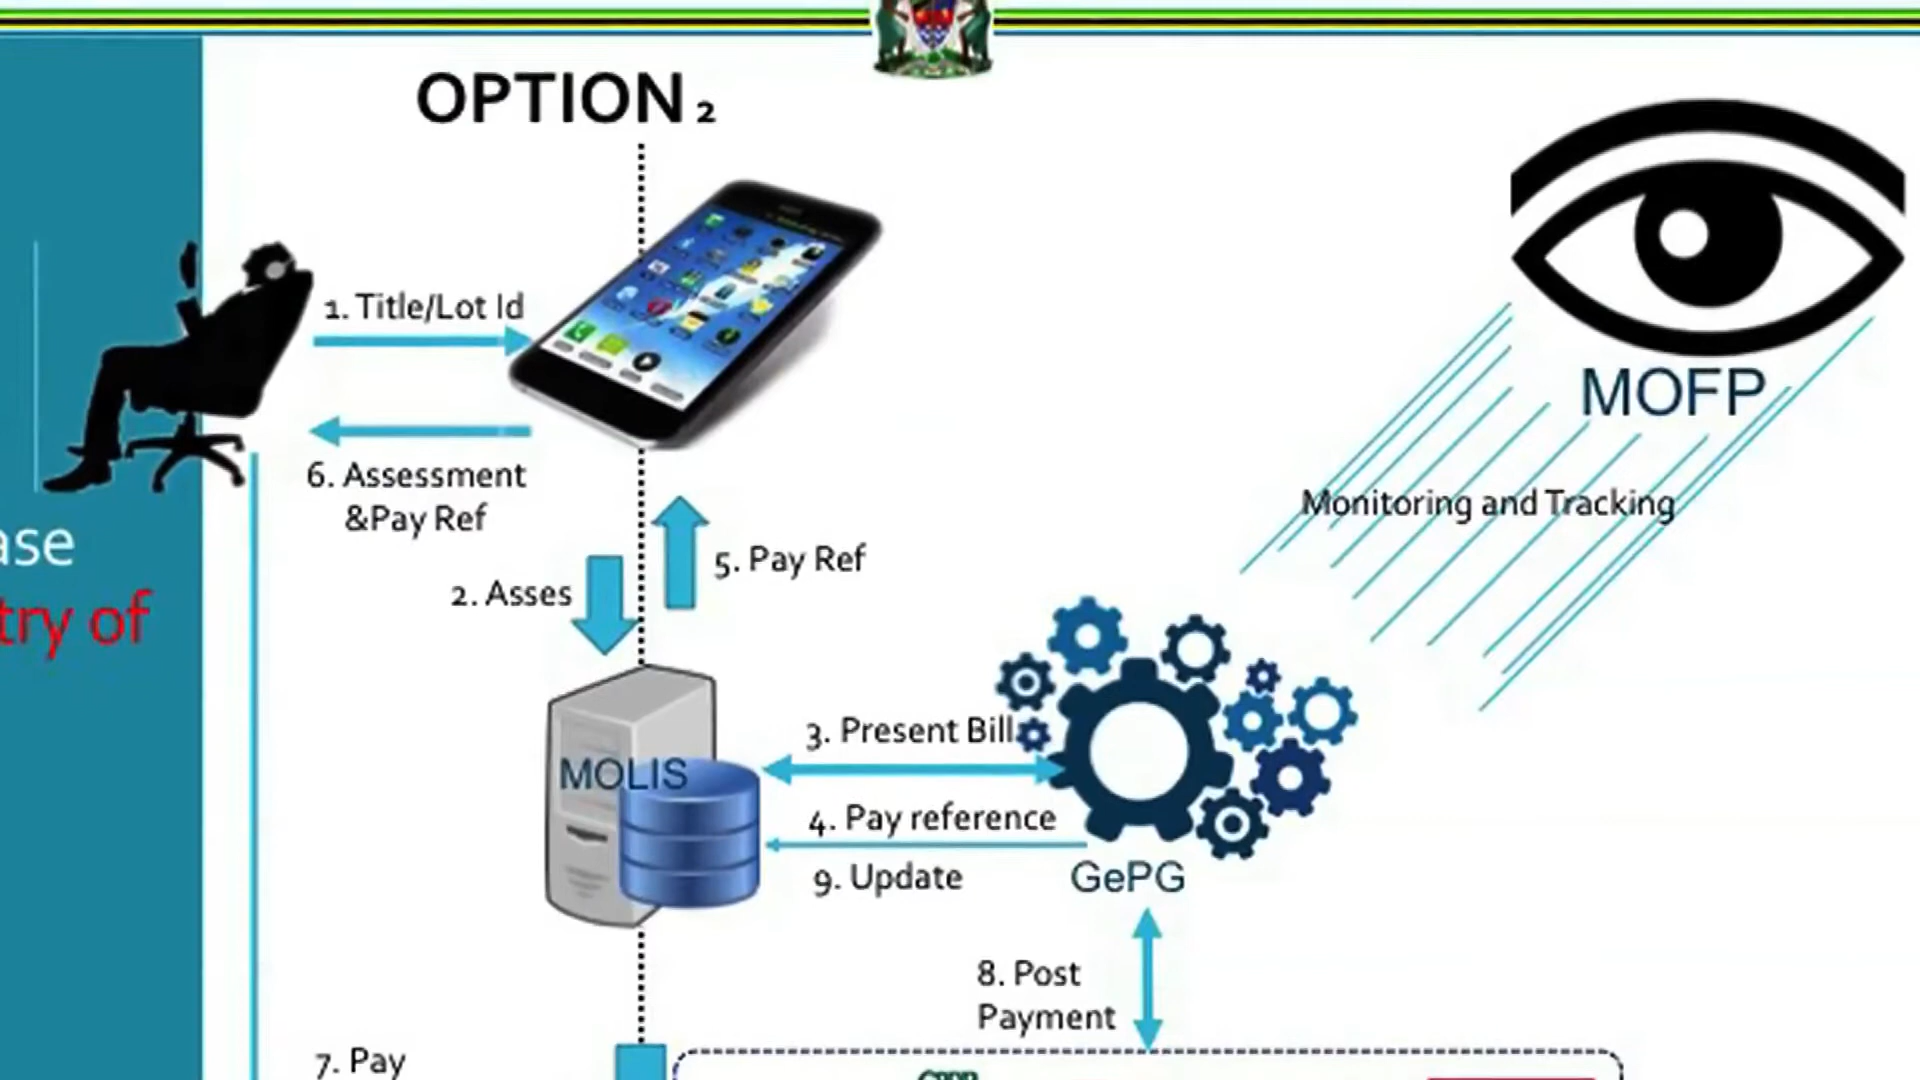 OPTION 2
1. Title/Lot Id
6. Assessment
&Pay Ref
MOFP
Monitoring and Tracking
ase
try of
2. Asses
5. Pay Ref
3. Present Bill
MOLIS
4. Pay reference
9. Update
GePG
8. Post
Payment
7. Pay